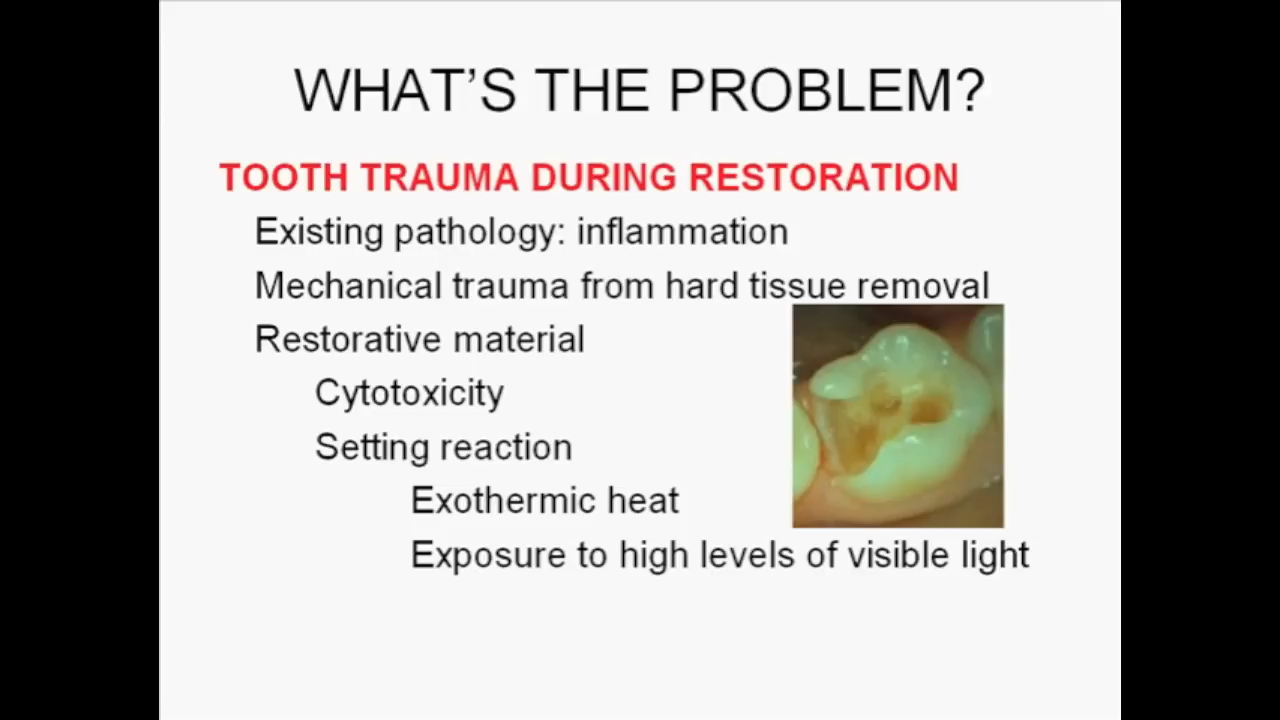 WHAT'S THE PROBLEM?
TOOTH TRAUMA DURING RESTORATION
Existing pathology: inflammation
Mechanical trauma from hard tissue removal
Restorative material
Cytotoxicity
Setting reaction
Exothermic heat
Exposure to high levels of visible light